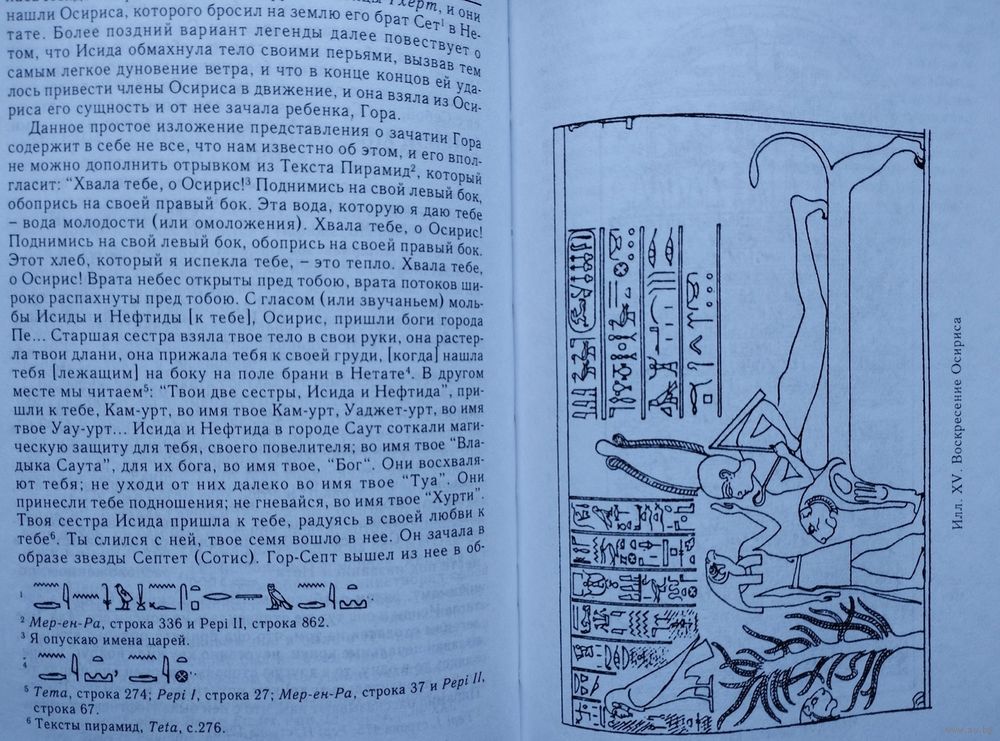 Тхерт, и они
нашли Осириса, которого бросил на землю его брат Сет¹ в Не-
тате. Более поздний вариант легенды далее повествует о
том, что Исида обмахнула тело своими перьями, вызвав тем
самым легкое дуновение ветра, и что в конце концов ей уда-
лось привести члены Осириса в движение, и она взяла из Оси-
риса его сущность и от нее зачала ребенка, Гора.
Данное простое изложение представления о зачатии Гора
содержит в себе не все, что нам известно об этом, и его впол-
не можно дополнить отрывком из Текста Пирамид², который
гласит: “Хвала тебе, о Осирис!³ Поднимись на свой левый бок,
обоприсъ на своей правый бок. Эта вода, которую я даю тебе
– вода молодости (или омоложения). Хвала тебе, о Осирис!
Поднимись на свой левый бок, обопрись на своей правый бок.
Этот хлеб, который я испекла тебе, – это тепло. Хвала тебе,
о Осирис! Врата небес открыты пред тобою, врата потоков ши-
роко распахнуты пред тобою. С гласом (или звучаньем) моль-
бы Исиды и Нефтиды [к тебе], Осирис, пришли боги города
Пе... Старшая сестра взяла твое тело в свои руки, она растер-
ла твои длани, она прижала тебя к своей груди, [когда] нашла
тебя [лежащим] на боку на поле брани в Нетате⁴. В другом
месте мы читаем⁵: “Твои две сестры, Исида и Нефтида”, при-
шли к тебе, Кам-урт, во имя твое Кам-урт, Уаджет-урт, во имя
твое Уау-урт... Исида и Нефтида в городе Саут соткали маги-
ческую защиту для тебя, своего повелителя; во имя твое “Вла-
дыка Саута”, для их бога, во имя твое, “Бог“. Они восхваля-
ют тебя; не уходи от них далеко во имя твое “Туа”. Они
принесли тебе подношения; не гневайся, во имя твое “Хурти”.
Твоя сестра Исида пришла к тебе, радуясь в своей любви к
тебе⁶. Ты слился с ней, твое семя вошло в нее. Он зачала в
образе звезды Септет (Сотис). Гор-Септ вышел из нее в об-
1
² Мер-ен-Ра, строка 336 и Pepi II, строка 862.
³ Я опускаю имена царей.
4
⁵ Тета, строка 274; Pepi I, строка 27; Мер-ен-Ра, строка 37 и Pepi II,
строка 67.
⁶ Тексты пирамид, Teta, с.276.
Илл. XV. Воскресение Осириса